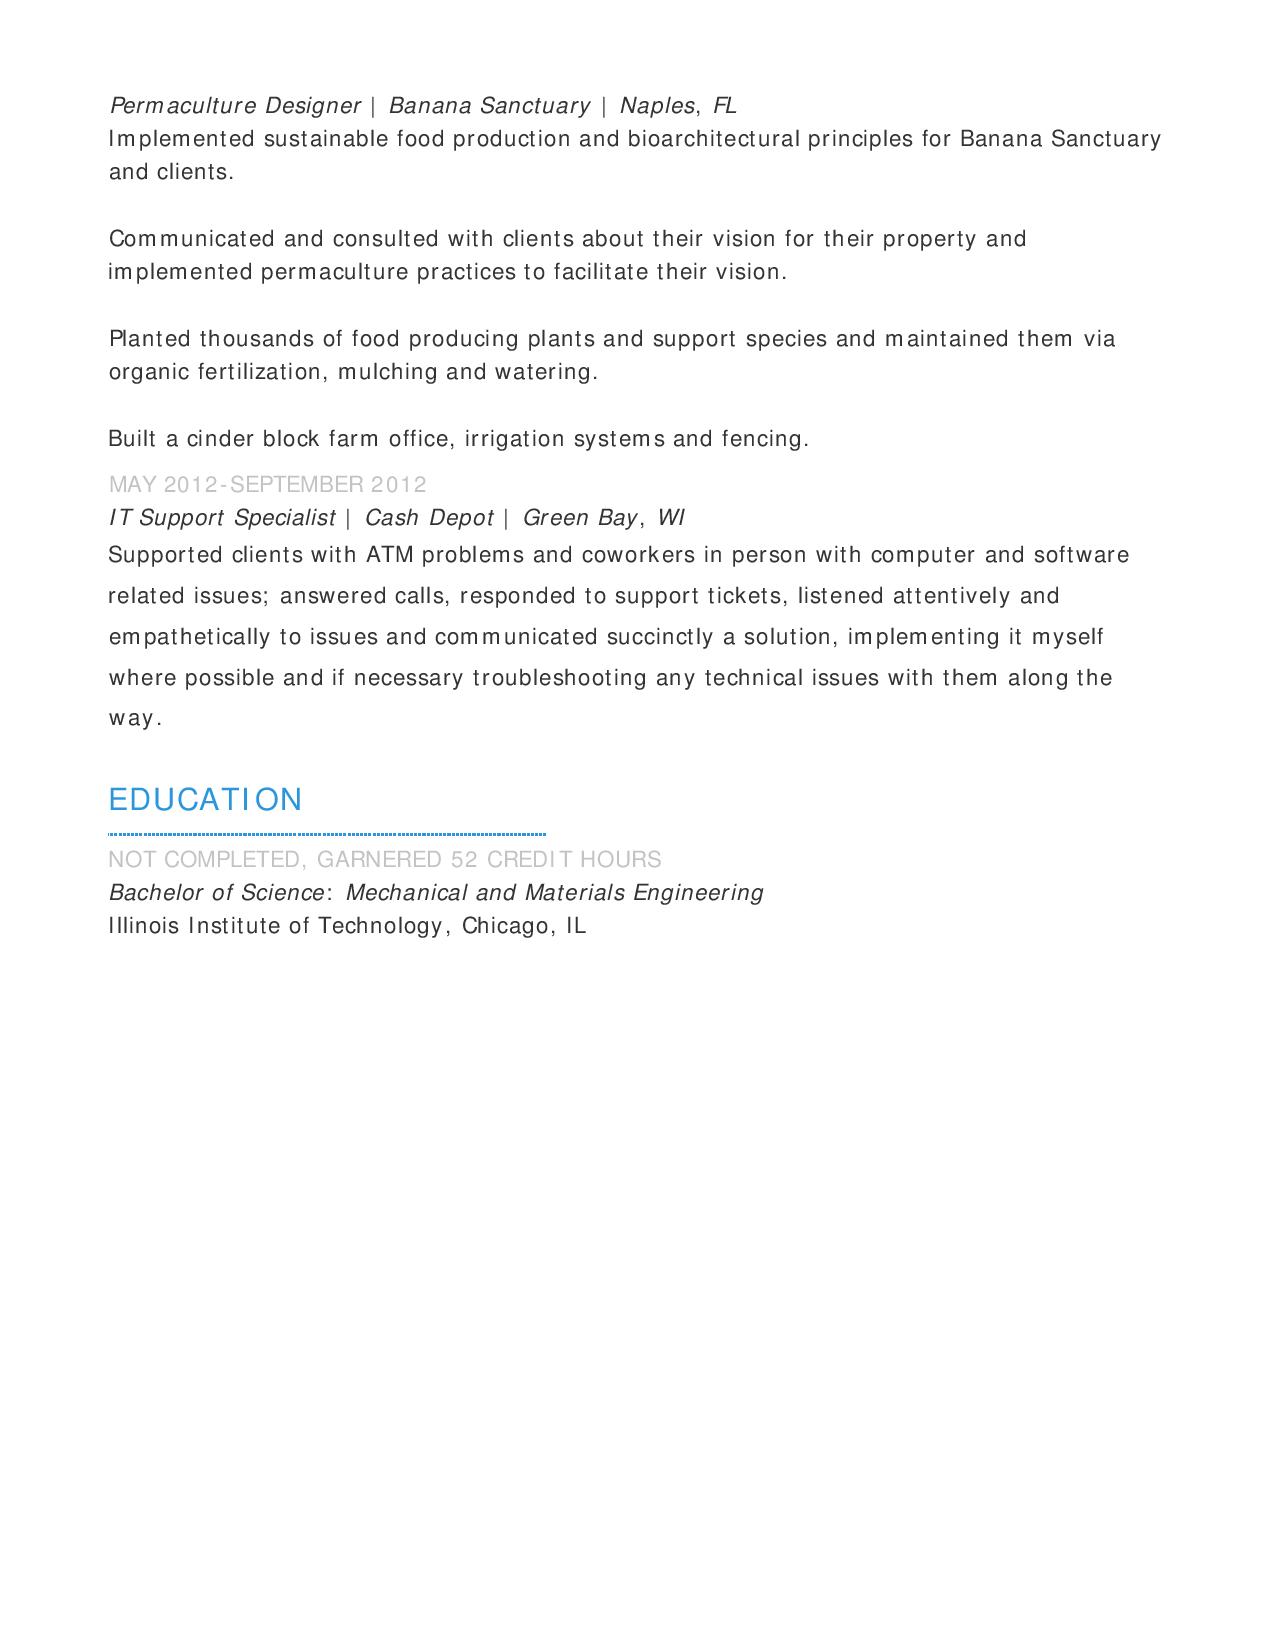 Permaculture Designer | Banana Sanctuary | Naples, FL
Implemented sustainable food production and bioarchitectural principles for Banana Sanctuary
and clients.
Communicated and consulted with clients about their vision for their property and
implemented permaculture practices to facilitate their vision.
Planted thousands of food producing plants and support species and maintained them via
organic fertilization, mulching and watering.
Built a cinder block farm office, irrigation systems and fencing.
MAY 2012-SEPTEMBER 2012
IT Support Specialist | Cash Depot | Green Bay, WI
Supported clients with ATM problems and coworkers in person with computer and software
related issues; answered calls, responded to support tickets, listened attentively and
empathetically to issues and communicated succinctly a solution, implementing it myself
where possible and if necessary troubleshooting any technical issues with them along the
way.
EDUCATION
NOT COMPLETED, GARNERED 52 CREDIT HOURS
Bachelor of Science: Mechanical and Materials Engineering
Illinois Institute of Technology, Chicago, IL